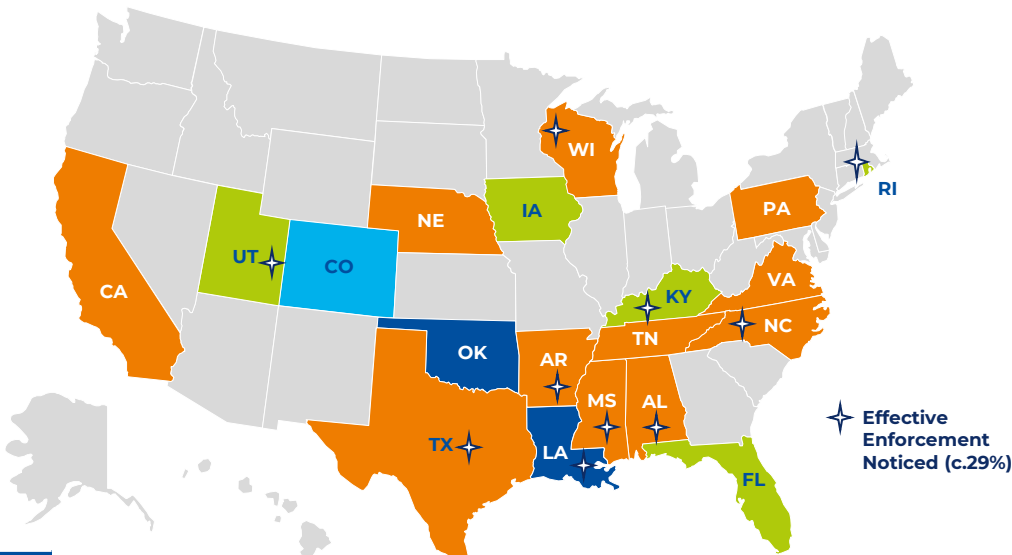 WI
RI
NE
IA
PA
UT
CO
CA
VA
KY
NC
TN
OK
AR
MS
AL
TX
LA
FL
Effective
Enforcement
Noticed (c.29%)